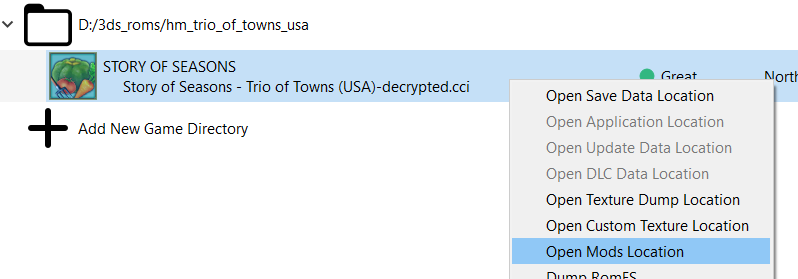 D:/3ds_roms/hm_trio_of_towns_usa
STORY OF SEASONS
Story of Seasons - Trio of Towns (USA)-decrypted.cci
Great
North
Add New Game Directory
Open Save Data Location
Open Application Location
Open Update Data Location
Open DLC Data Location
Open Texture Dump Location
Open Custom Texture Location
Open Mods Location
Dump RomFS